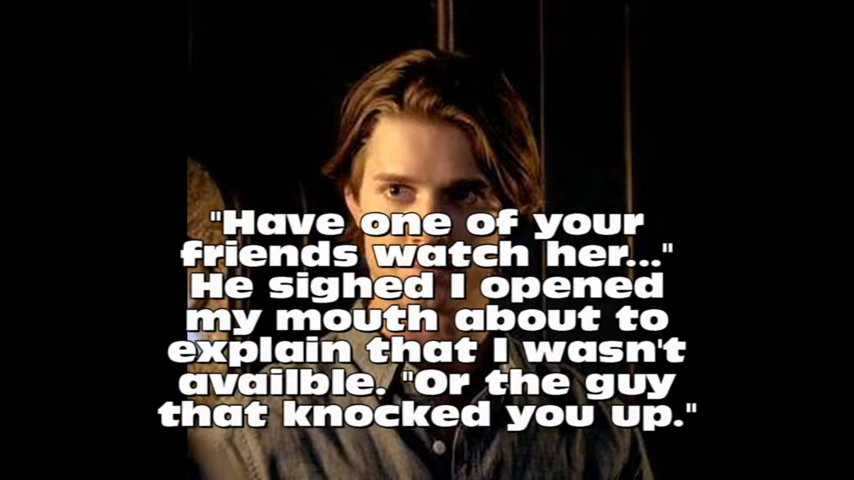 "Have one of your
friends watch her..."
He sighed I opened
my mouth about to
explain that I wasn't
availble. "Or the guy
that knocked you up."